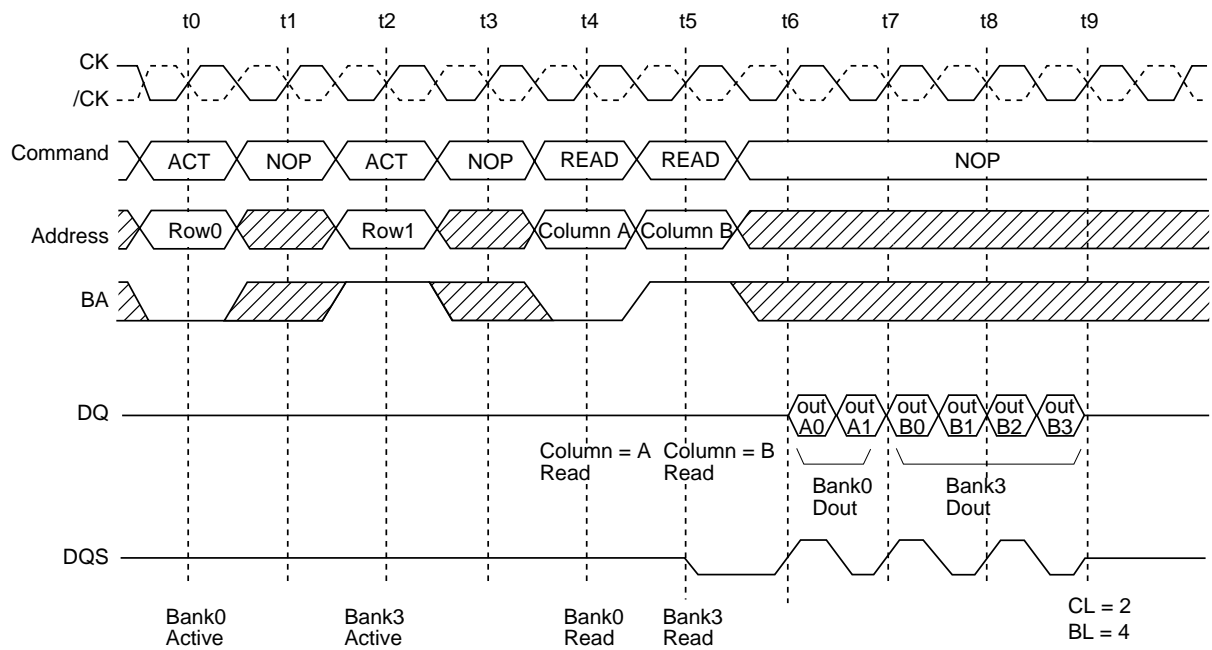 t0 t1 t2 t3 t4 t5 t6 t7 t8 t9
CK
/CK
Command ACT NOP ACT NOP READ READ NOP
Address Row0 Row1 Column A Column B
BA
DQ out A0 out A1 out B0 out B1 out B2 out B3
Column = A Read Column = B Read
Bank0 Dout Bank3 Dout
DQS
Bank0 Active Bank3 Active Bank0 Read Bank3 Read
CL = 2
BL = 4